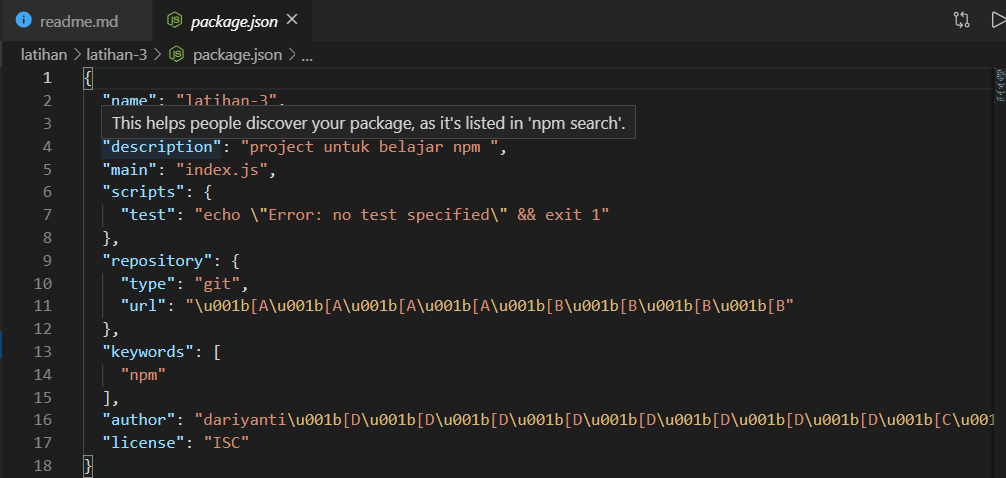 readme.md package.json
latihan > latihan-3 > package.json > ...
1 {
2 "name": "latihan-3",
3
This helps people discover your package, as it's listed in 'npm search'.
4 "description": "project untuk belajar npm ",
5 "main": "index.js",
6 "scripts": {
7 "test": "echo \"Error: no test specified\" && exit 1"
8 },
9 "repository": {
10 "type": "git",
11 "url": "\u001b[A\u001b[A\u001b[A\u001b[A\u001b[B\u001b[B\u001b[B\u001b[B"
12 },
13 "keywords": [
14 "npm"
15 ],
16 "author": "dariyanti\u001b[D\u001b[D\u001b[D\u001b[D\u001b[D\u001b[D\u001b[D\u001b[D\u001b[C\u001
17 "license": "ISC"
18 }